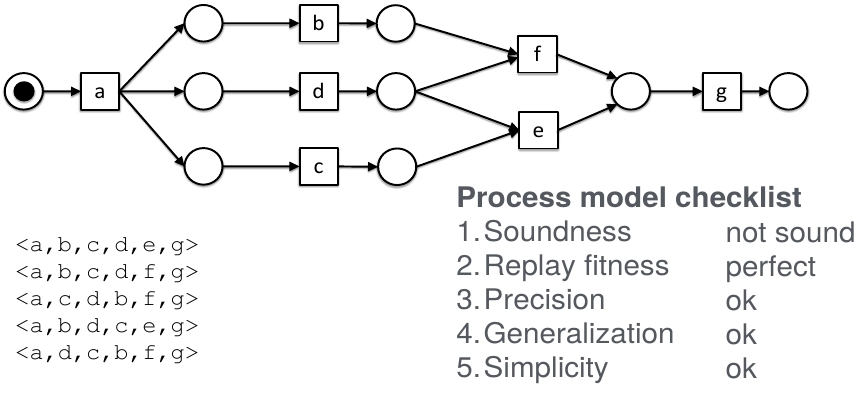 b
a
d
c
f
e
g
Process model checklist
1. Soundness not sound
2. Replay fitness perfect
3. Precision ok
4. Generalization ok
5. Simplicity ok
<a,b,c,d,e,g>
<a,b,c,d,f,g>
<a,c,d,b,f,g>
<a,b,d,c,e,g>
<a,d,c,b,f,g>